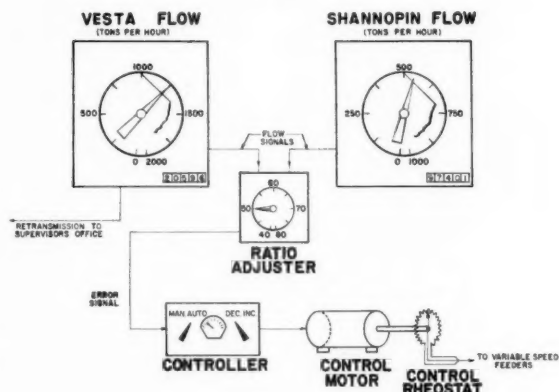 VESTA FLOW
(TONS PER HOUR)
1000
500
1500
0 2000
20596
SHANNOPIN FLOW
(TONS PER HOUR)
500
250
750
0 1000
97401
FLOW
SIGNALS
60
50
70
40 80
RATIO
ADJUSTER
RETRANSMISSION TO
SUPERVISORS OFFICE
ERROR
SIGNAL
MAN. AUTO DEC. INC.
CONTROLLER
CONTROL
MOTOR
CONTROL
RHEOSTAT
TO VARIABLE SPEED
FEEDERS